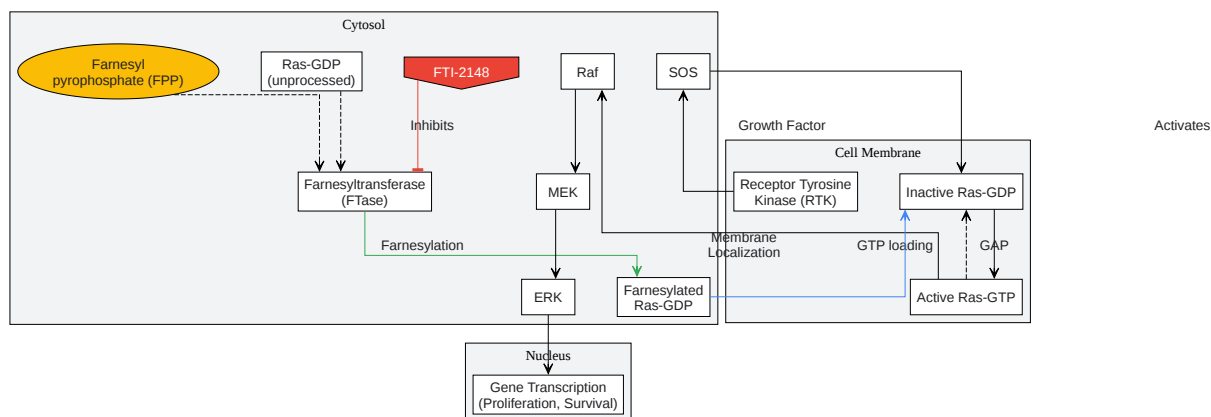 Cytosol
Farnesyl
pyrophosphate (FPP)
Ras-GDP
(unprocessed)
FTI-2148
Raf
SOS
Inhibits
Growth Factor
Activates
Cell Membrane
Farnesyltransferase
(FTase)
MEK
Receptor Tyrosine
Kinase (RTK)
Inactive Ras-GDP
Farnesylation
Membrane
Localization
GTP loading
GAP
ERK
Farnesylated
Ras-GDP
Active Ras-GTP
Nucleus
Gene Transcription
(Proliferation, Survival)